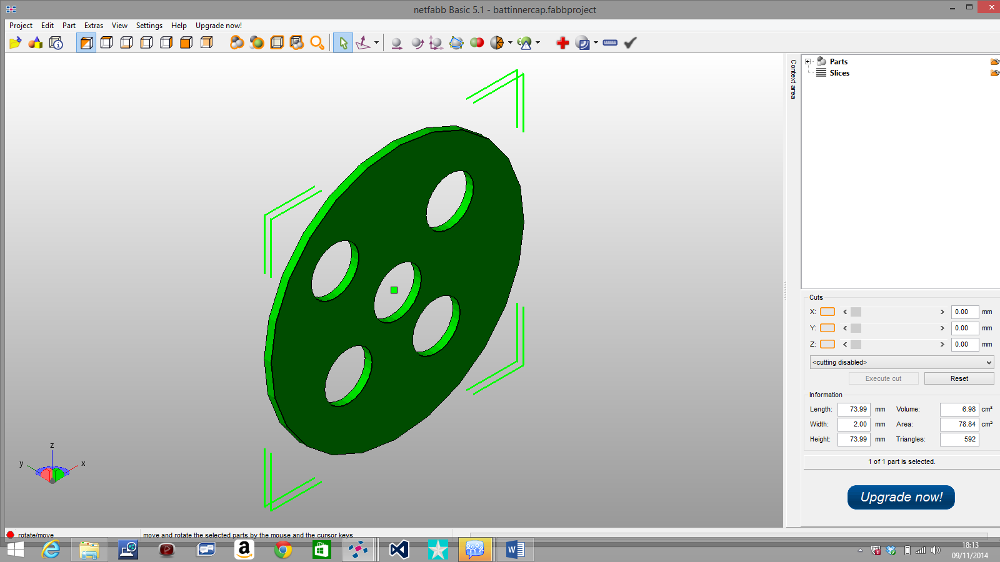 netfabb Basic 5.1 - battinnercap.fabbproject
Project Edit Part Extras View Settings Help Upgrade now!
Context area
Parts
Slices
Cuts
X: < > 0.00 mm
Y: < > 0.00 mm
Z: < > 0.00 mm
<cutting disabled>
Execute cut Reset
Information
Length: 73.99 mm Volume: 6.98 cm³
Width: 2.00 mm Area: 78.84 cm²
Height: 73.99 mm Triangles: 592
1 of 1 part is selected.
Upgrade now!
z
y x
rotate/move move and rotate the selected parts by the mouse and the cursor keys
18:13
09/11/2014